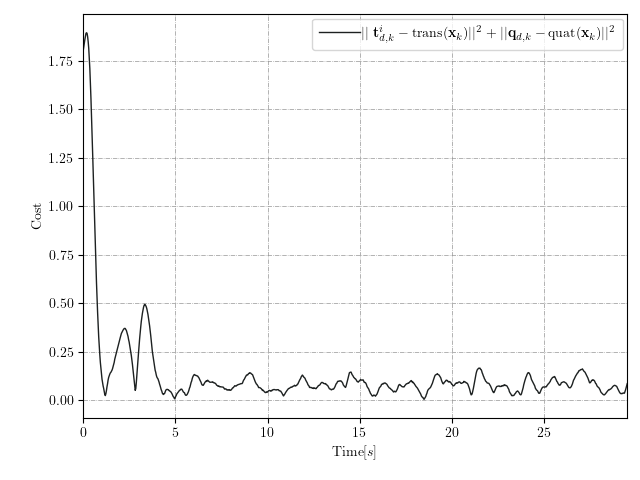 || t^i_{d,k} − trans(x_k)||^2 + ||q_{d,k} − quat(x_k)||^2
1.75
1.50
1.25
1.00
0.75
0.50
0.25
0.00
Cost
0 5 10 15 20 25
Time[s]